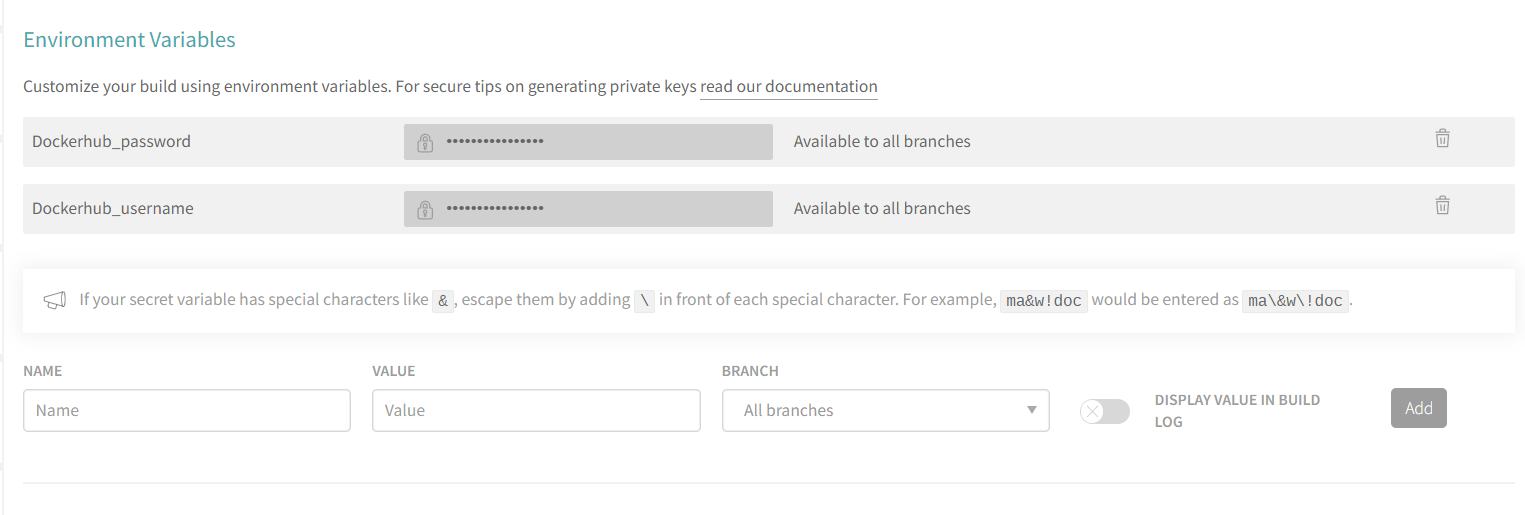 Environment Variables
Customize your build using environment variables. For secure tips on generating private keys read our documentation
Dockerhub_password •••••••••••••••• Available to all branches
Dockerhub_username •••••••••••••••• Available to all branches
If your secret variable has special characters like &, escape them by adding \ in front of each special character. For example, ma&w!doc would be entered as ma\&w\!doc.
NAME VALUE BRANCH
Name Value All branches DISPLAY VALUE IN BUILD
LOG Add